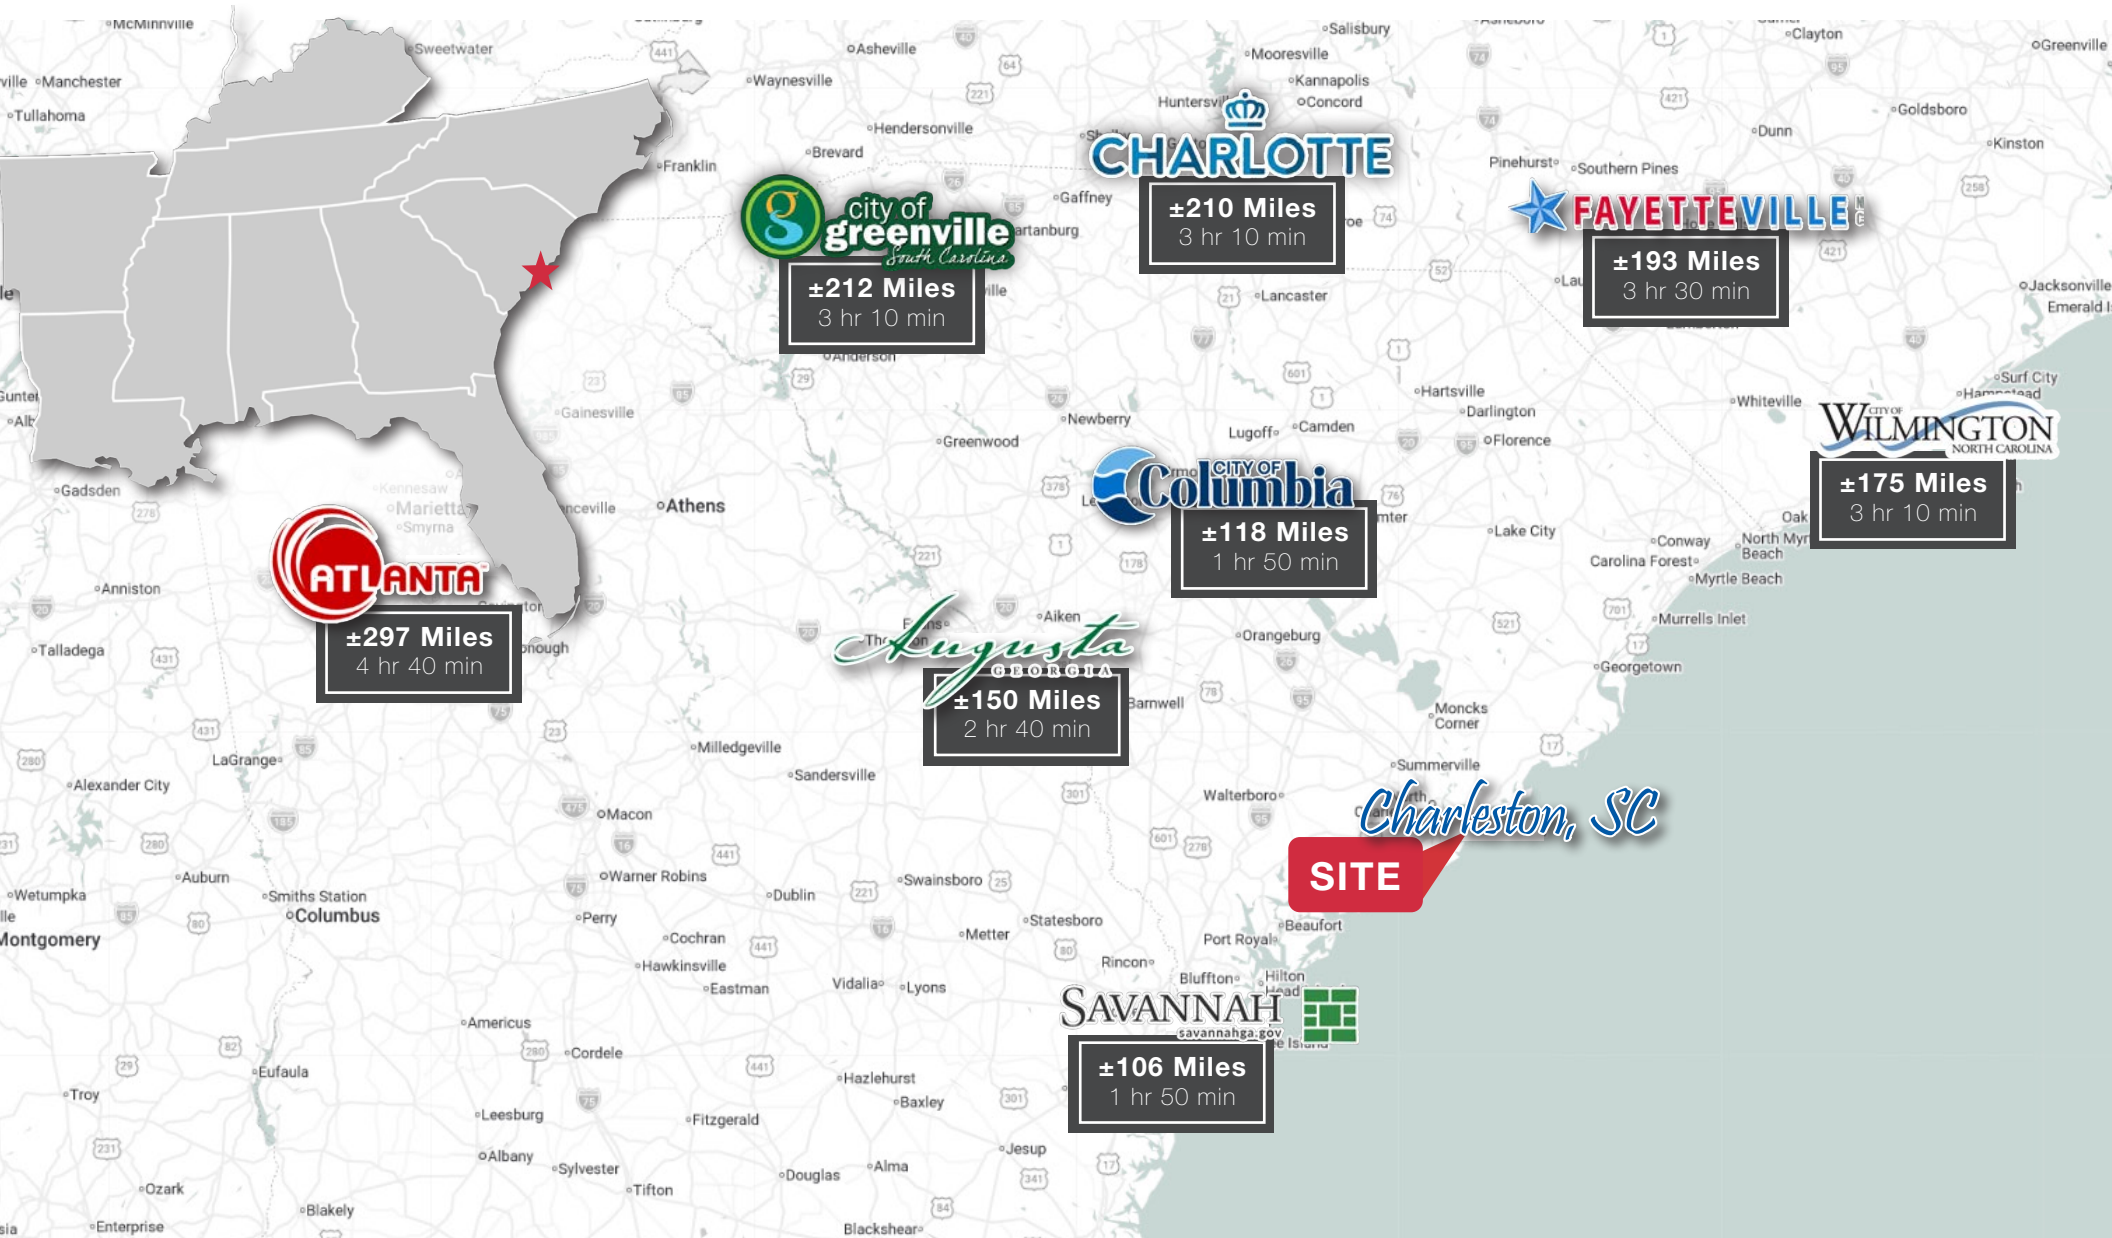 McMinnville
Sweetwater
Asheville
Salisbury
Clayton
Greenville
Mooresville
Manchester
Waynesville
Kannapolis
Concord
Tullahoma
Hendersonville
Goldsboro
Dunn
Kinston
Brevard
Franklin
Pinehurst
Southern Pines
Gaffney
CHARLOTTE
±210 Miles
3 hr 10 min
city of
greenville
South Carolina
±212 Miles
3 hr 10 min
FAYETTEVILLE
NC
±193 Miles
3 hr 30 min
Lancaster
Jacksonville
Anderson
Surf City
Gainesville
Hartsville
Darlington
Whiteville
Newberry
Lugoff
Camden
Florence
Greenwood
CITY OF
WILMINGTON
NORTH CAROLINA
±175 Miles
3 hr 10 min
CITY OF
Columbia
±118 Miles
1 hr 50 min
Gadsden
Kennesaw
Marietta
Smyrna
Athens
Lake City
Conway
North Myr
Beach
Carolina Forest
Myrtle Beach
ATLANTA
±297 Miles
4 hr 40 min
Anniston
Talladega
Aiken
Augusta
GEORGIA
±150 Miles
2 hr 40 min
Orangeburg
Murrells Inlet
Georgetown
Barnwell
Moncks
Corner
Milledgeville
Sandersville
LaGrange
Alexander City
Summerville
Walterboro
Charleston, SC
SITE
Macon
Warner Robins
Auburn
Wetumpka
Smiths Station
Columbus
Dublin
Swainsboro
Perry
Statesboro
Metter
Montgomery
Cochran
Beaufort
Port Royal
Hawkinsville
Rincon
Eastman
Vidalia
Lyons
Bluffton
Hilton
Head
SAVANNAH
savannahga.gov
±106 Miles
1 hr 50 min
Americus
Cordele
Eufaula
Hazlehurst
Troy
Baxley
Leesburg
Fitzgerald
Albany
Sylvester
Jesup
Alma
Douglas
Ozark
Tifton
Blakely
Enterprise
Blackshear